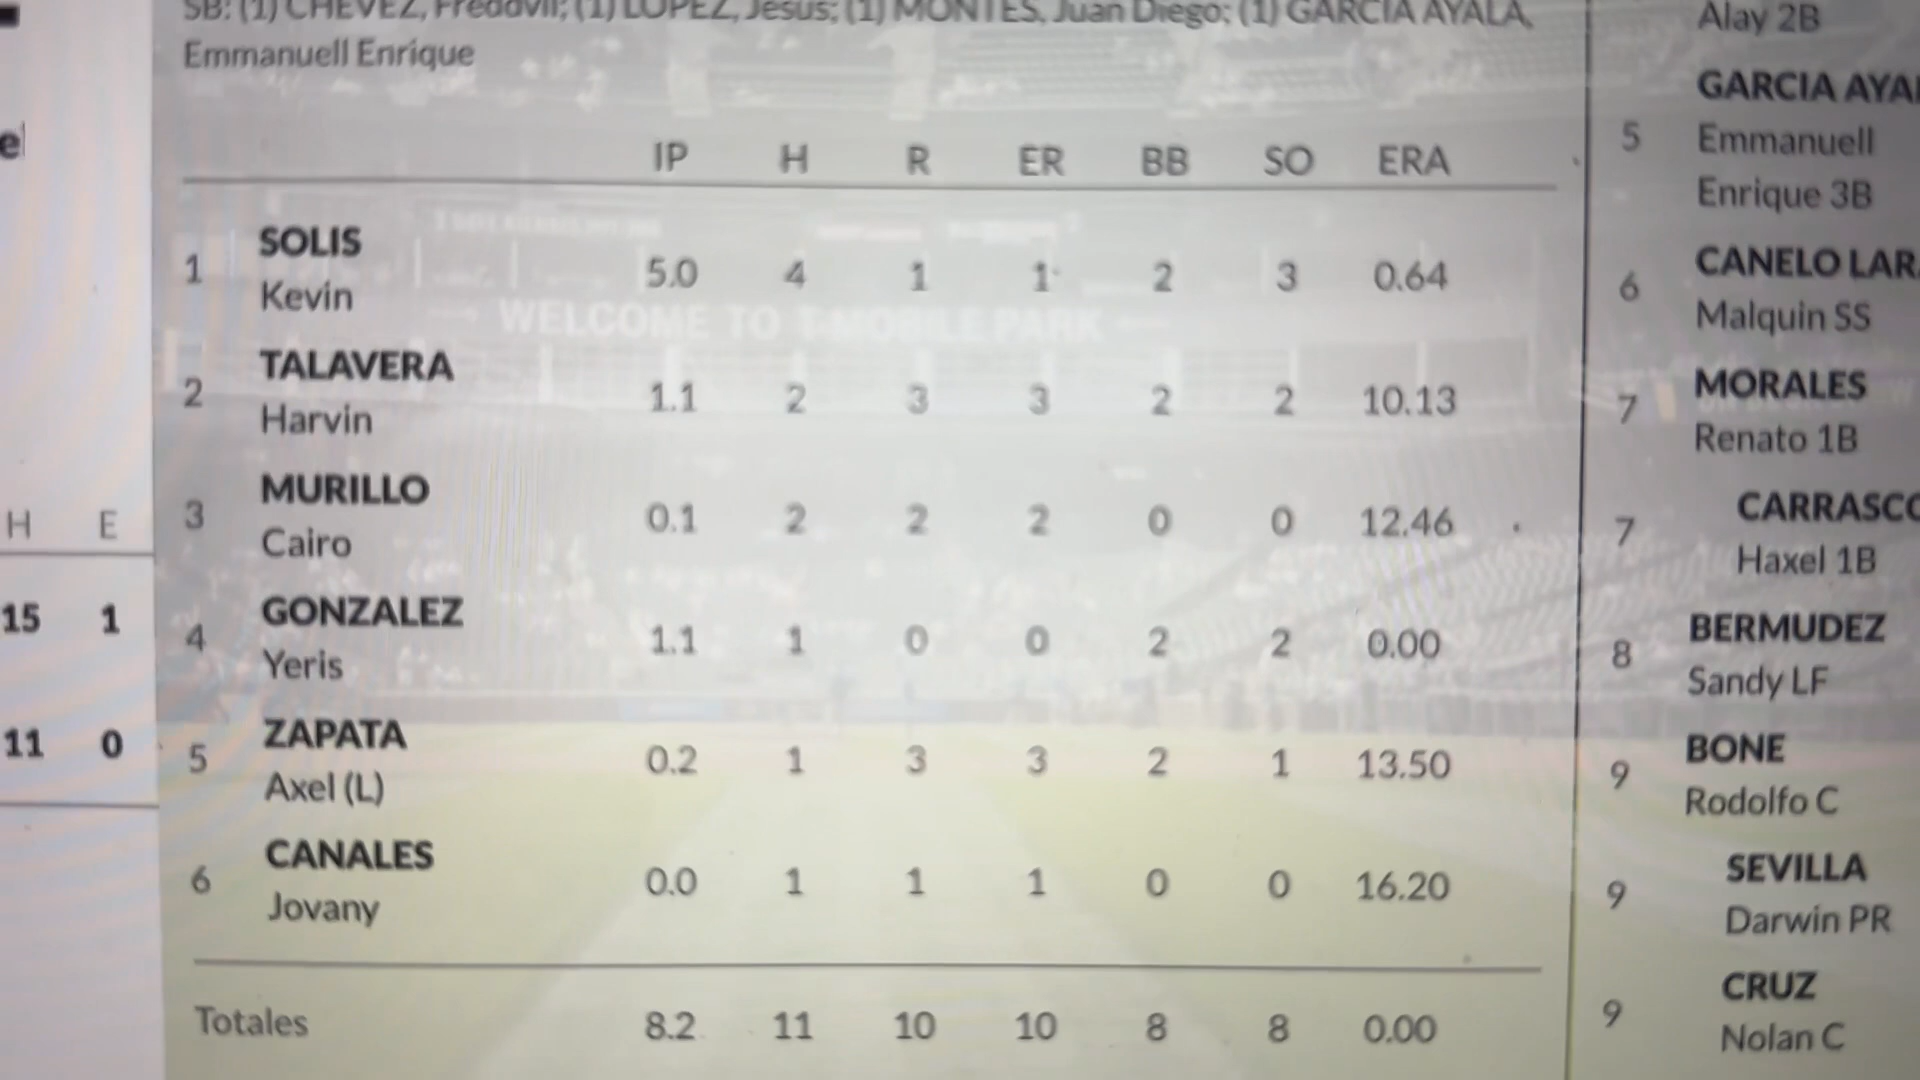 SB: (1) CHEVEZ, Fredovil; (1) LOPEZ, Jesus; (1) MONTES, Juan Diego; (1) GARCIA AYALA,
Emmanuell Enrique
IP H R ER BB SO ERA
1 SOLIS
Kevin 5.0 4 1 1 2 3 0.64
2 TALAVERA
Harvin 1.1 2 3 3 2 2 10.13
3 MURILLO
Cairo 0.1 2 2 2 0 0 12.46
4 GONZALEZ
Yeris 1.1 1 0 0 2 2 0.00
5 ZAPATA
Axel (L) 0.2 1 3 3 2 1 13.50
6 CANALES
Jovany 0.0 1 1 1 0 0 16.20
Totales 8.2 11 10 10 8 8 0.00
WELCOME TO T-MOBILE PARK
H E
15 1
11 0
Alay 2B
5 GARCIA AYA
Emmanuell
Enrique 3B
6 CANELO LAR
Malquin SS
7 MORALES
Renato 1B
7 CARRASCO
Haxel 1B
8 BERMUDEZ
Sandy LF
9 BONE
Rodolfo C
9 SEVILLA
Darwin PR
9 CRUZ
Nolan C